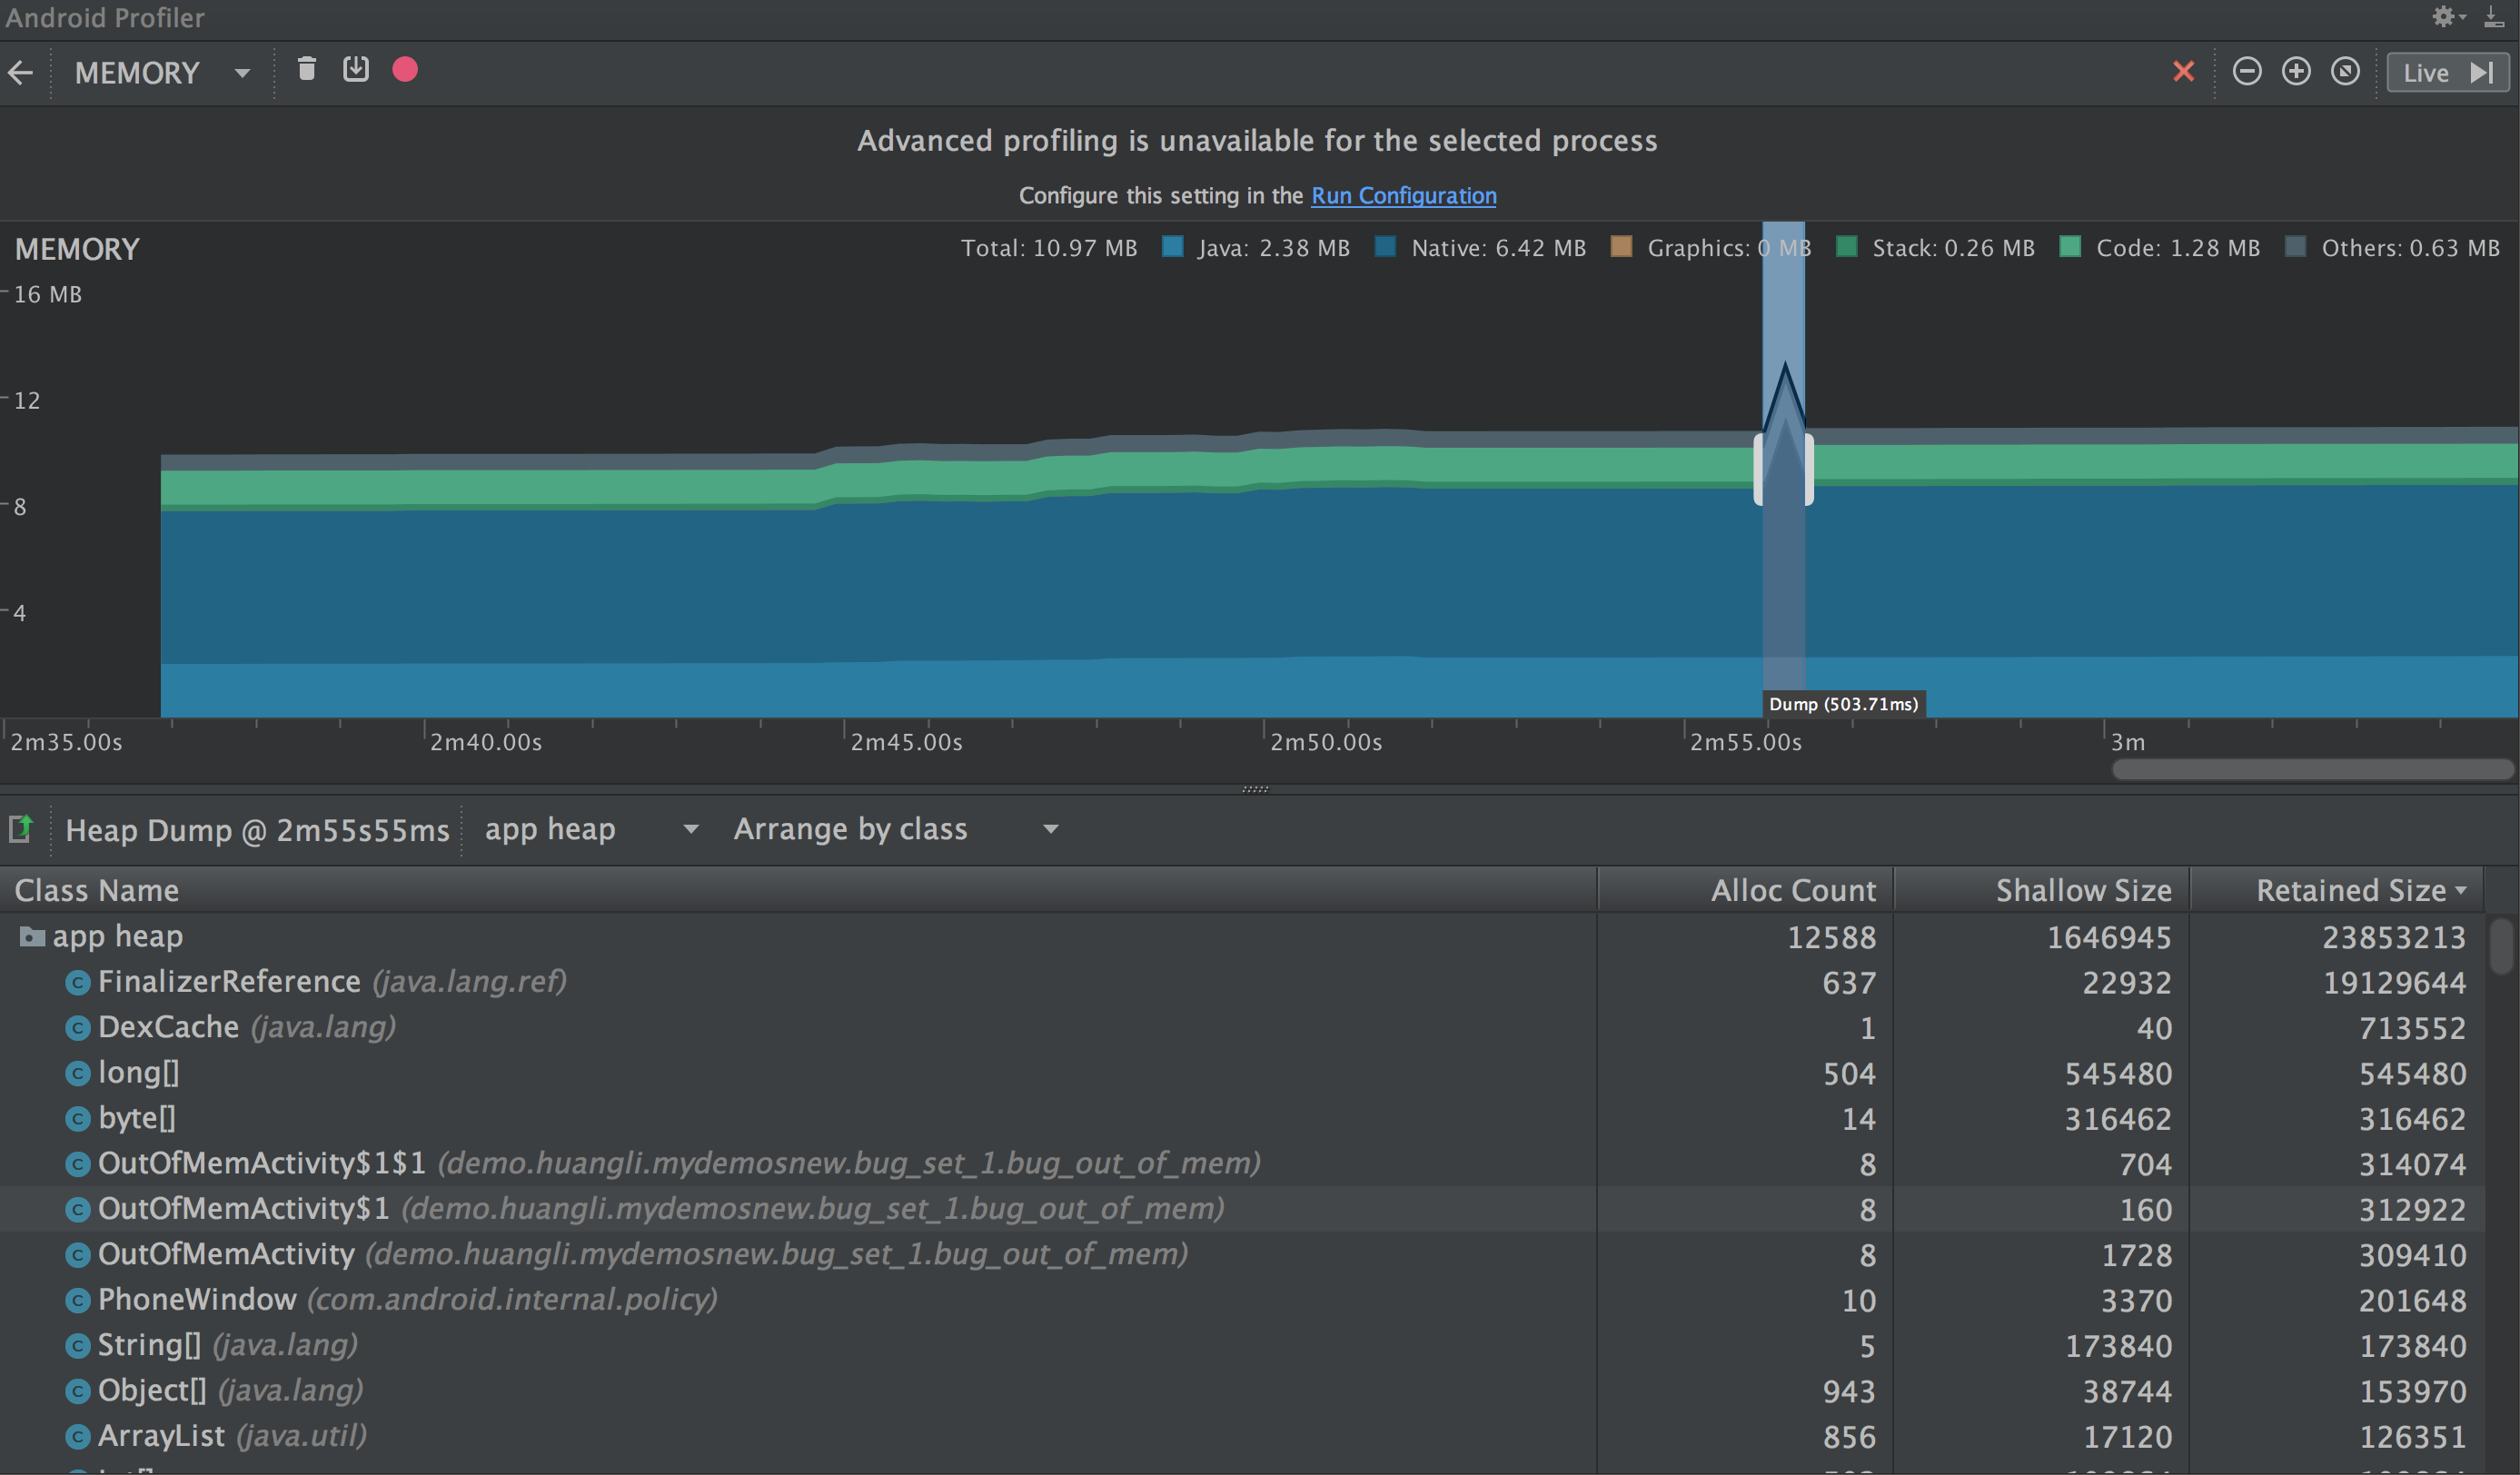 Android Profiler
MEMORY
Live
Advanced profiling is unavailable for the selected process
Configure this setting in the Run Configuration
MEMORY
Total: 10.97 MB Java: 2.38 MB Native: 6.42 MB Graphics: 0 MB Stack: 0.26 MB Code: 1.28 MB Others: 0.63 MB
16 MB
12
8
4
Dump (503.71ms)
2m35.00s 2m40.00s 2m45.00s 2m50.00s 2m55.00s 3m
Heap Dump @ 2m55s55ms app heap Arrange by class
Class Name Alloc Count Shallow Size Retained Size
app heap 12588 1646945 23853213
FinalizerReference (java.lang.ref) 637 22932 19129644
DexCache (java.lang) 1 40 713552
long[] 504 545480 545480
byte[] 14 316462 316462
OutOfMemActivity$1$1 (demo.huangli.mydemosnew.bug_set_1.bug_out_of_mem) 8 704 314074
OutOfMemActivity$1 (demo.huangli.mydemosnew.bug_set_1.bug_out_of_mem) 8 160 312922
OutOfMemActivity (demo.huangli.mydemosnew.bug_set_1.bug_out_of_mem) 8 1728 309410
PhoneWindow (com.android.internal.policy) 10 3370 201648
String[] (java.lang) 5 173840 173840
Object[] (java.lang) 943 38744 153970
ArrayList (java.util) 856 17120 126351